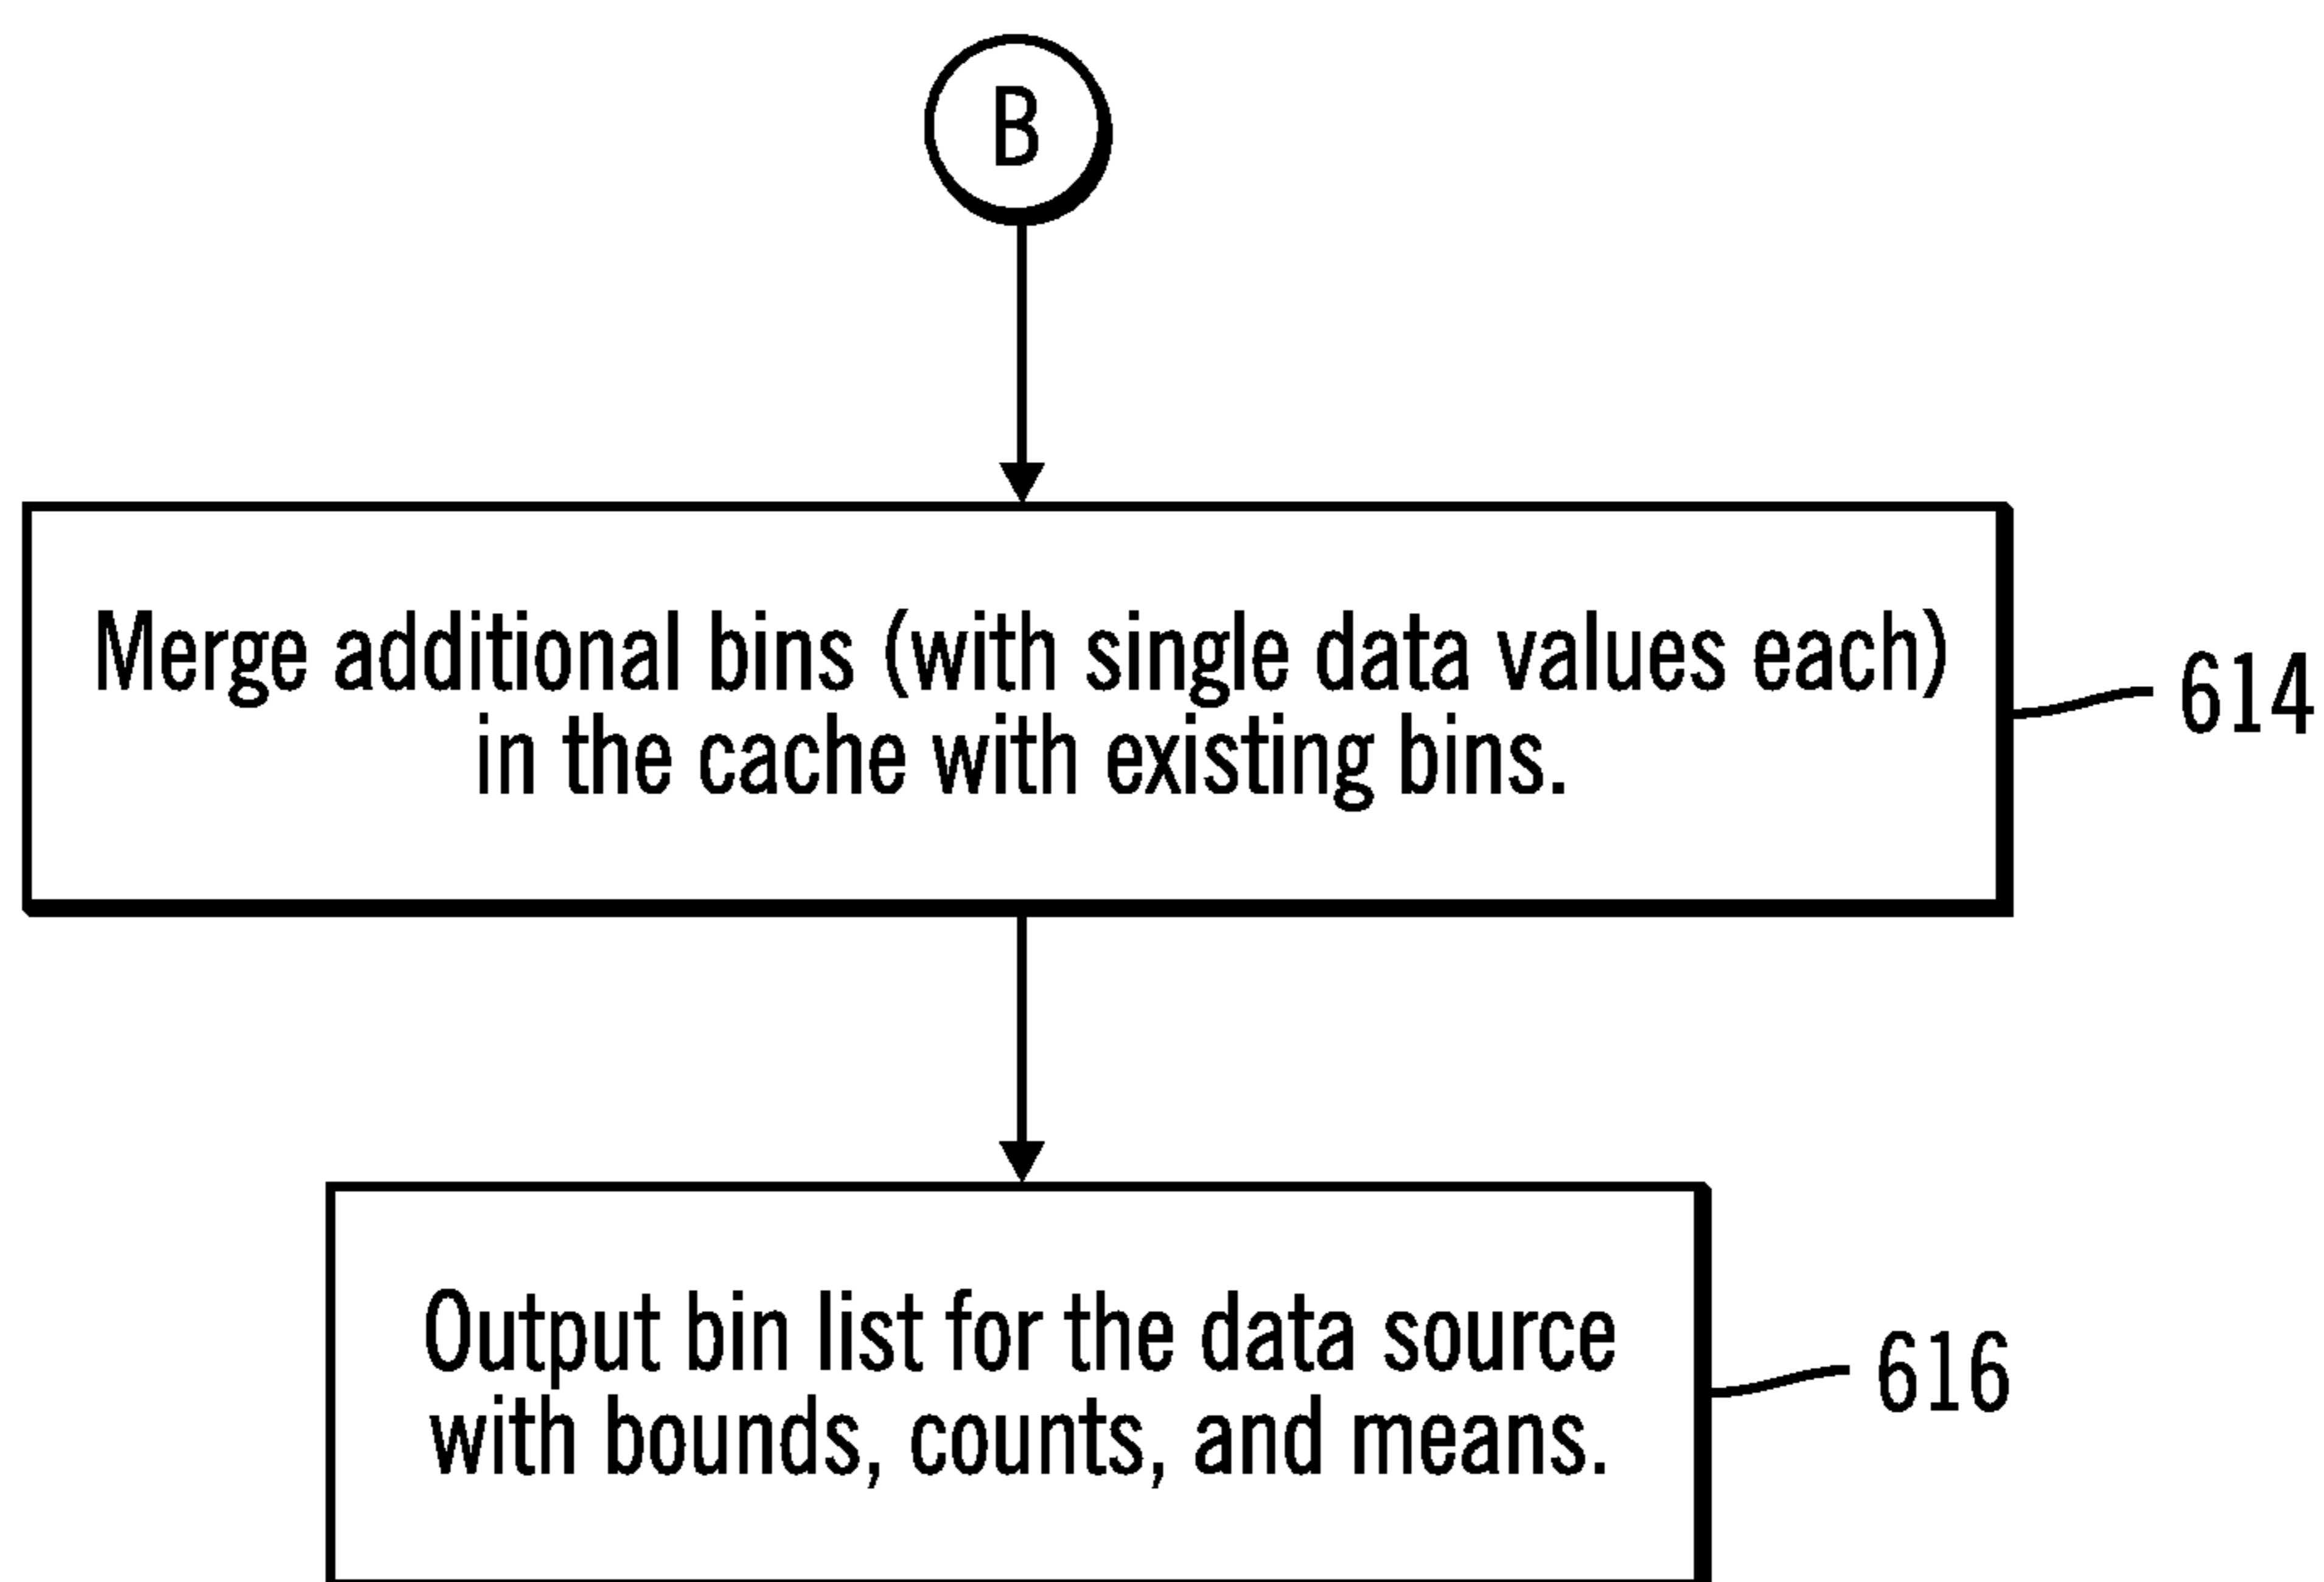 B
Merge additional bins (with single data values each)
in the cache with existing bins.
614
Output bin list for the data source
with bounds, counts, and means.
616